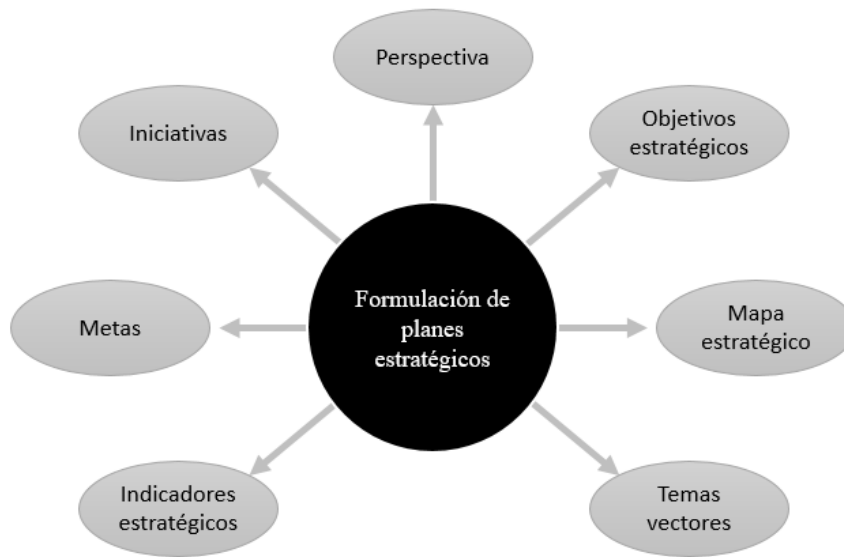 Perspectiva
Iniciativas
Objetivos
estratégicos
Formulación de
planes
estratégicos
Metas
Mapa
estratégico
Indicadores
estratégicos
Temas
vectores